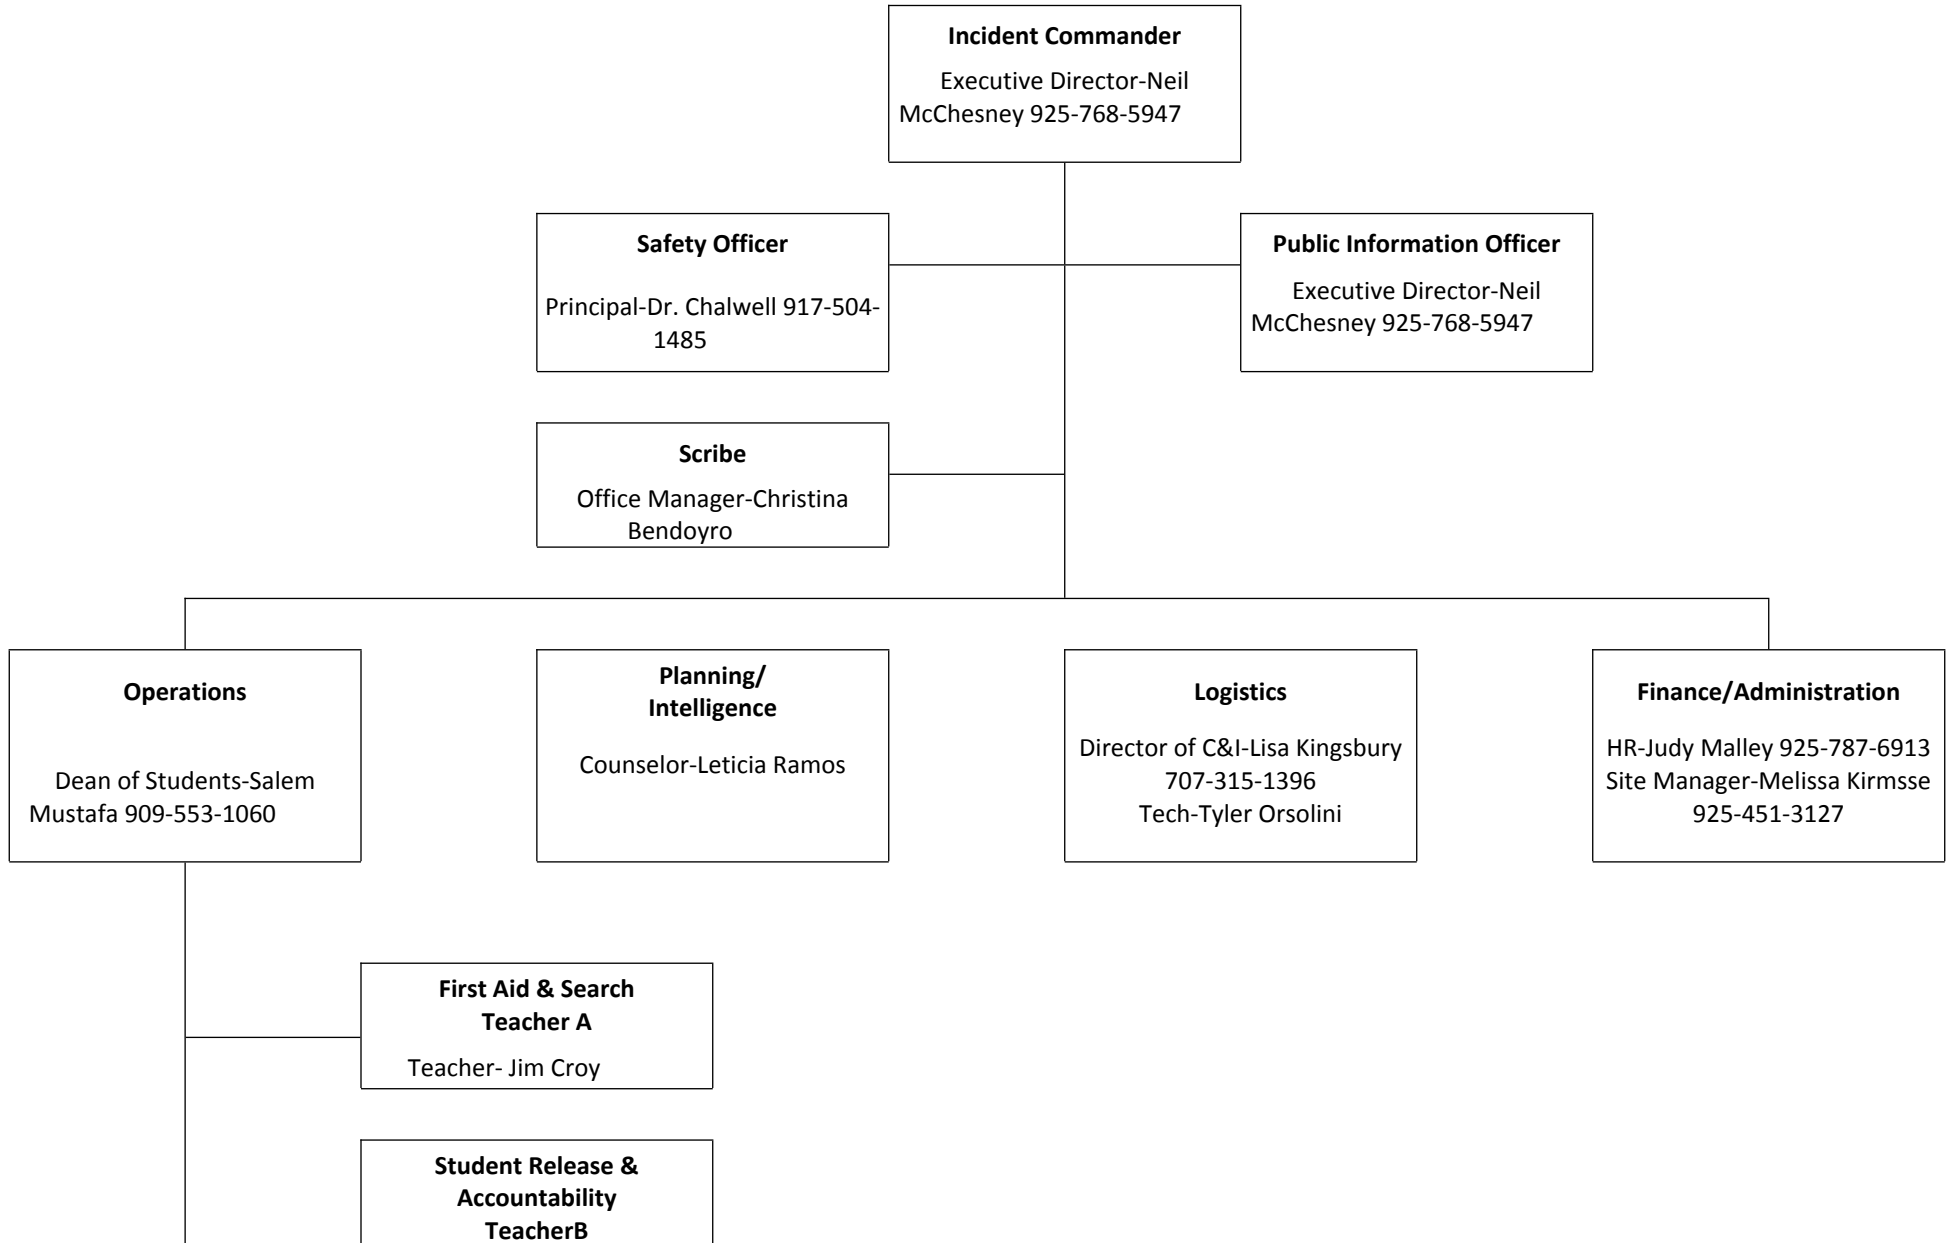 Incident Commander
Executive Director-Neil
McChesney 925-768-5947
Safety Officer
Principal-Dr. Chalwell 917-504-
1485
Public Information Officer
Executive Director-Neil
McChesney 925-768-5947
Scribe
Office Manager-Christina
Bendoyro
Operations
Dean of Students-Salem
Mustafa 909-553-1060
Planning/
Intelligence
Counselor-Leticia Ramos
Logistics
Director of C&I-Lisa Kingsbury
707-315-1396
Tech-Tyler Orsolini
Finance/Administration
HR-Judy Malley 925-787-6913
Site Manager-Melissa Kirmsse
925-451-3127
First Aid & Search
Teacher A
Teacher- Jim Croy
Student Release &
Accountability
TeacherB